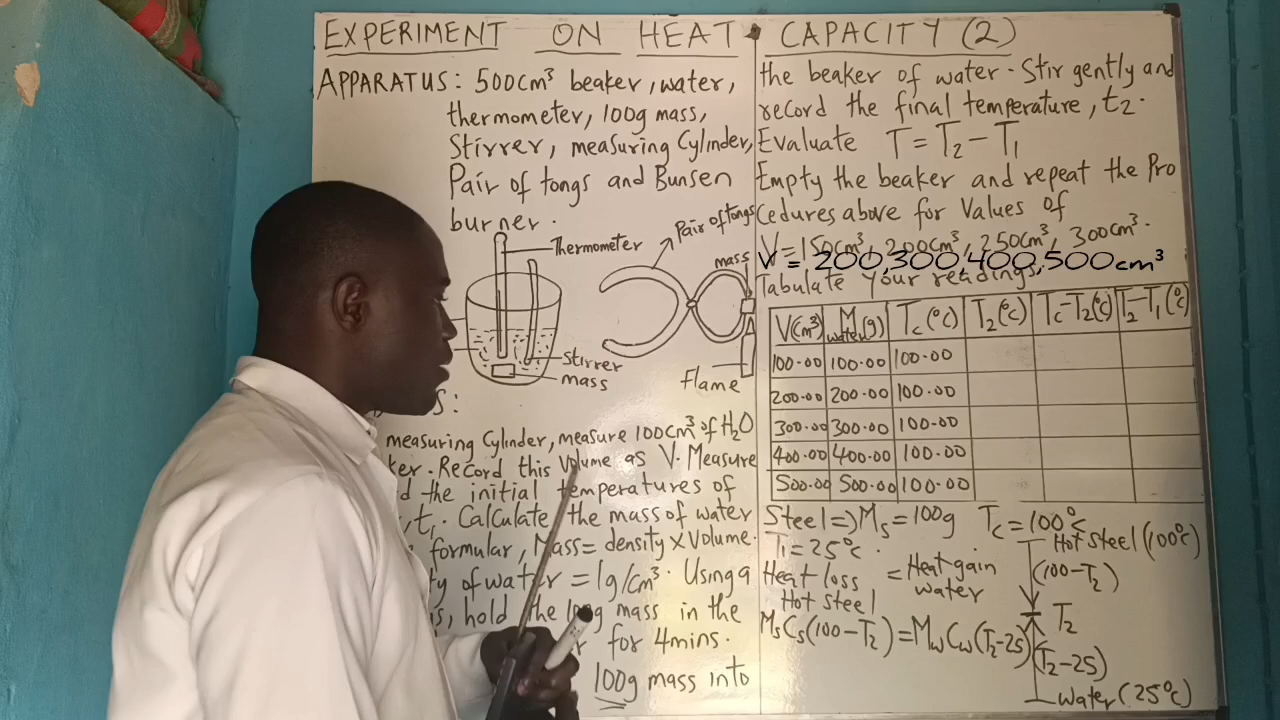 EXPERIMENT ON HEAT CAPACITY (2)
APPARATUS: 500cm³ beaker, water,
thermometer, 100g mass,
Stirrer, measuring Cylinder,
Pair of tongs and Bunsen
burner.
Thermometer
Pair of tongs
mass
Stirrer
mass
Flame
S:
measuring Cylinder, measure 100cm³ of H₂O
ker. Record this Volume as V. Measure
d the initial temperatures of
, t₁. Calculate the mass of water
formular, Mass = density X Volume.
ty of water = 1g/cm³. Using a
s, hold the 100g mass in the
r for 4mins.
100g mass into
the beaker of water. Stir gently and
record the final temperature, t₂.
Evaluate T = T₂ - T₁
Empty the beaker and repeat the Pro
cedures above for Values of
V = 150cm³, 200cm³, 250cm³, 300cm³.
V = 200,300,400,500cm³
Tabulate your readings
V(cm³) M water(g) Tc(°C) T₂(°C) Tc-T₂(°C) T₂-T₁(°C)
100.00 100.00 100.00
200.00 200.00 100.00
300.00 300.00 100.00
400.00 400.00 100.00
500.00 500.00 100.00
Steel => Ms = 100g Tc = 100°C
T₁ = 25°C.
Heat loss = Heat gain
Hot Steel water
MsCs(100-T₂) = MwCw(T₂-25)
Hot Steel (100°C)
(100-T₂)
T₂
(T₂-25)
Water (25°C)